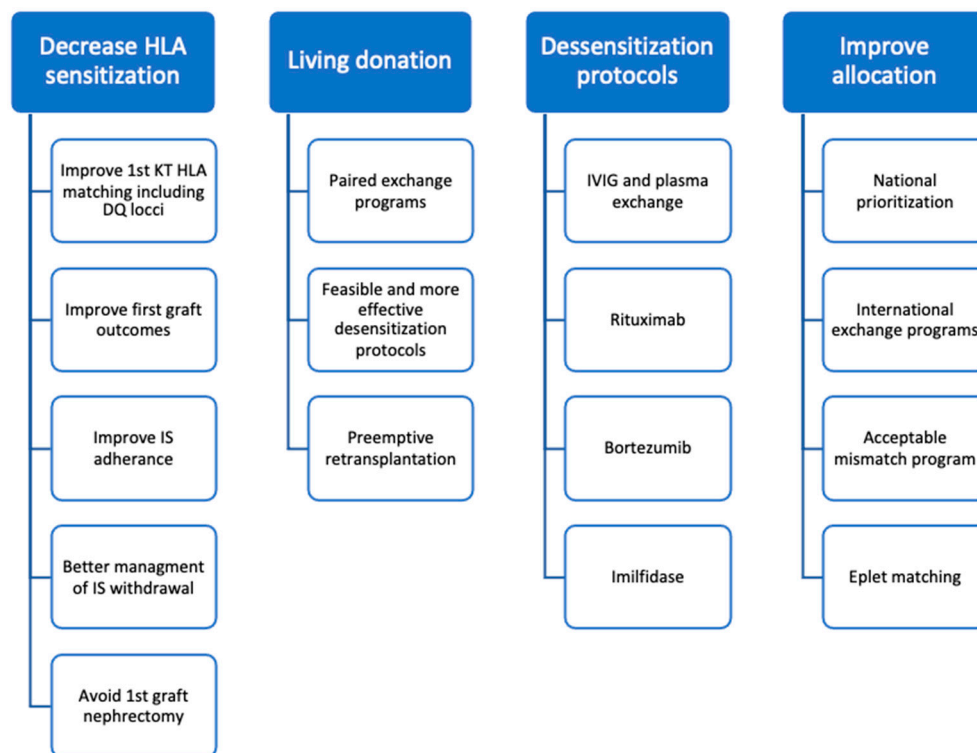 Decrease HLA
sensitization
Improve 1st KT HLA
matching including
DQ locci
Improve first graft
outcomes
Improve IS
adherance
Better managment
of IS withdrawal
Avoid 1st graft
nephrectomy
Living donation
Paired exchange
programs
Feasible and more
effective
desensitization
protocols
Preemptive
retransplantation
Dessensitization
protocols
IVIG and plasma
exchange
Rituximab
Bortezumib
Imilfidase
Improve
allocation
National
prioritization
International
exchange programs
Acceptable
mismatch program
Eplet matching